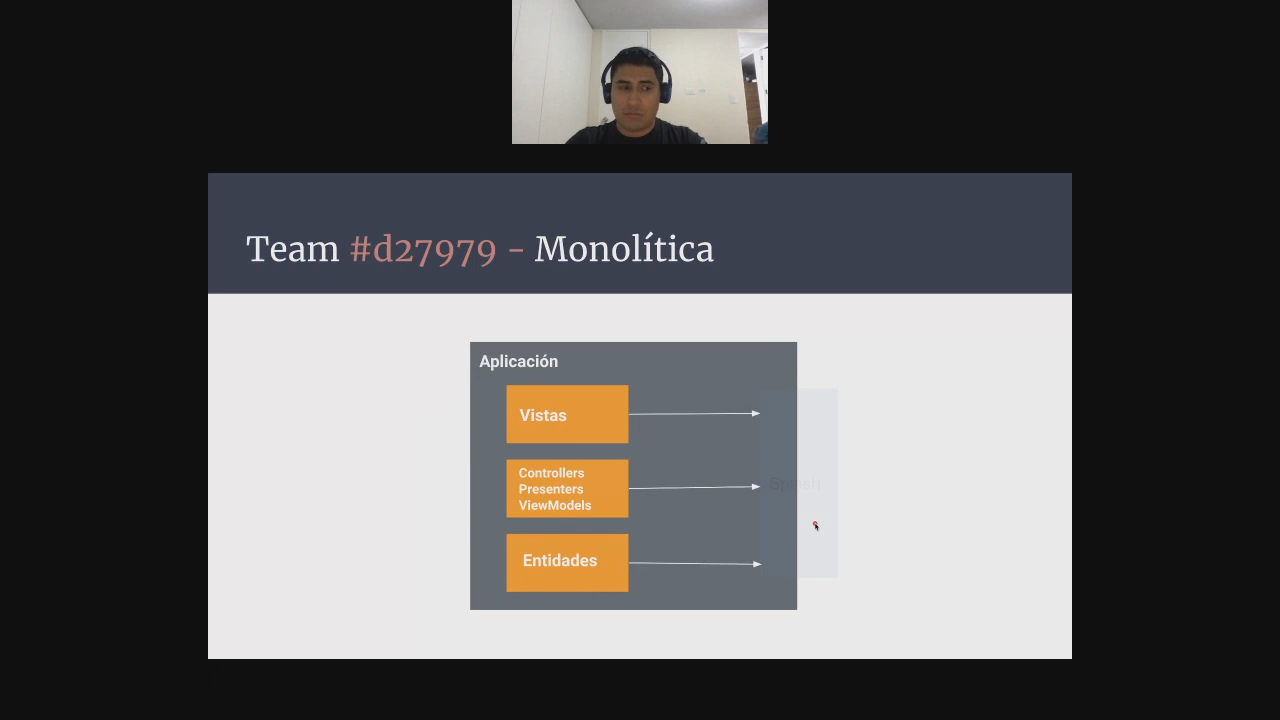 Team #d27979 - Monolítica
Aplicación
Vistas
Controllers
Presenters
ViewModels
Entidades